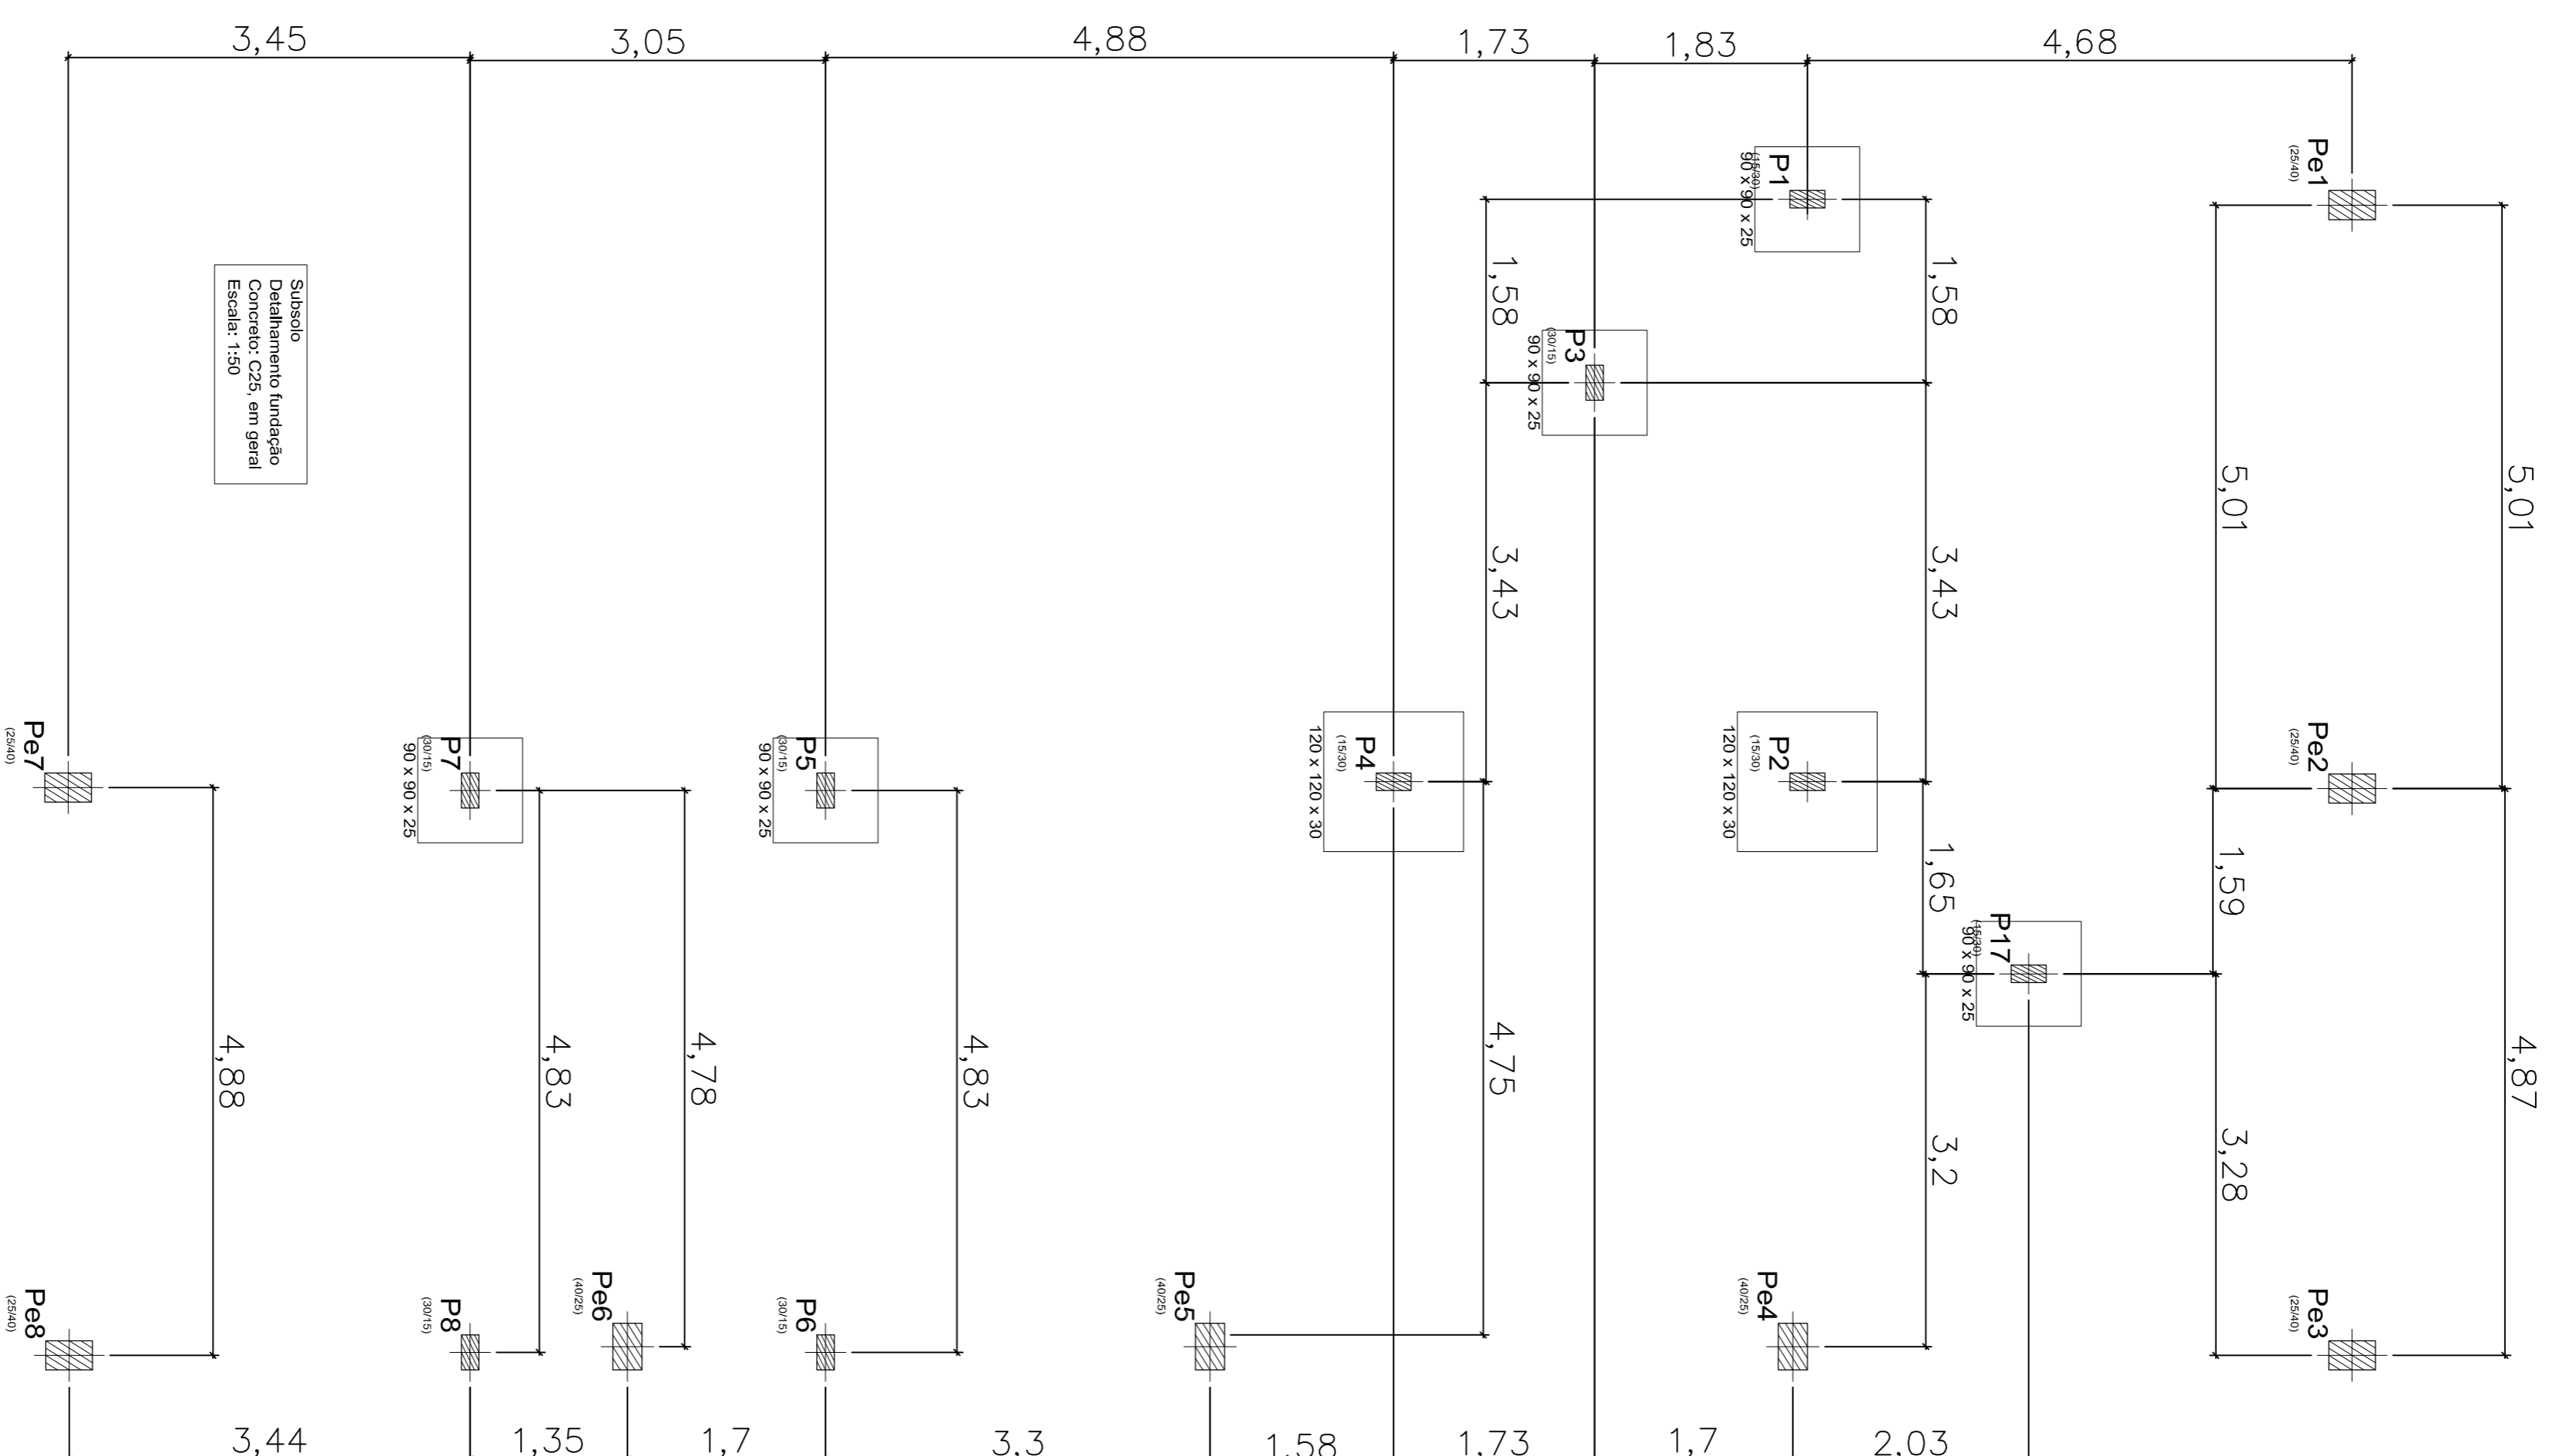 3,45
3,05
4,88
1,73
1,83
4,68
Pe1
(25/40)
P1
(15/30)
90 x 90 x 25
1,58
1,58
P3
(30/15)
90 x 90 x 25
Subsolo
Detalhamento fundação
Concreto: C25, em geral
Escala: 1:50
5,01
5,01
3,43
3,43
Pe7
(25/40)
P7
(30/15)
90 x 90 x 25
P5
(30/15)
90 x 90 x 25
P4
(15/30)
120 x 120 x 30
P2
(15/30)
120 x 120 x 30
Pe2
(25/40)
1,65
1,59
P17
(15/30)
90 x 90 x 25
4,88
4,83
4,78
4,83
4,75
3,2
3,28
4,87
Pe8
(25/40)
P8
(30/15)
Pe6
(40/25)
P6
(30/15)
Pe5
(40/25)
Pe4
(40/25)
Pe3
(25/40)
3,44
1,35
1,7
3,3
1,58
1,73
1,7
2,03